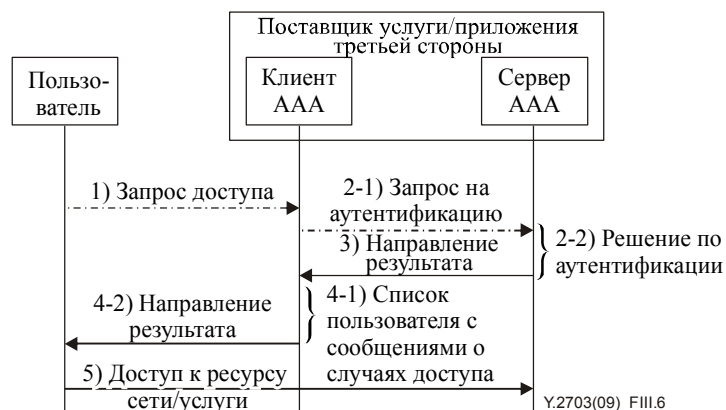 Поставщик услуги/приложения
третьей стороны
Пользо-
ватель
Клиент
ААА
Сервер
ААА
1) Запрос доступа
2-1) Запрос на
аутентификацию
2-2) Решение по
аутентификации
3) Направление
результата
4-1) Список
пользователя с
сообщениями о
случаях доступа
4-2) Направление
результата
5) Доступ к ресурсу
сети/услуги
Y.2703(09)_FIII.6